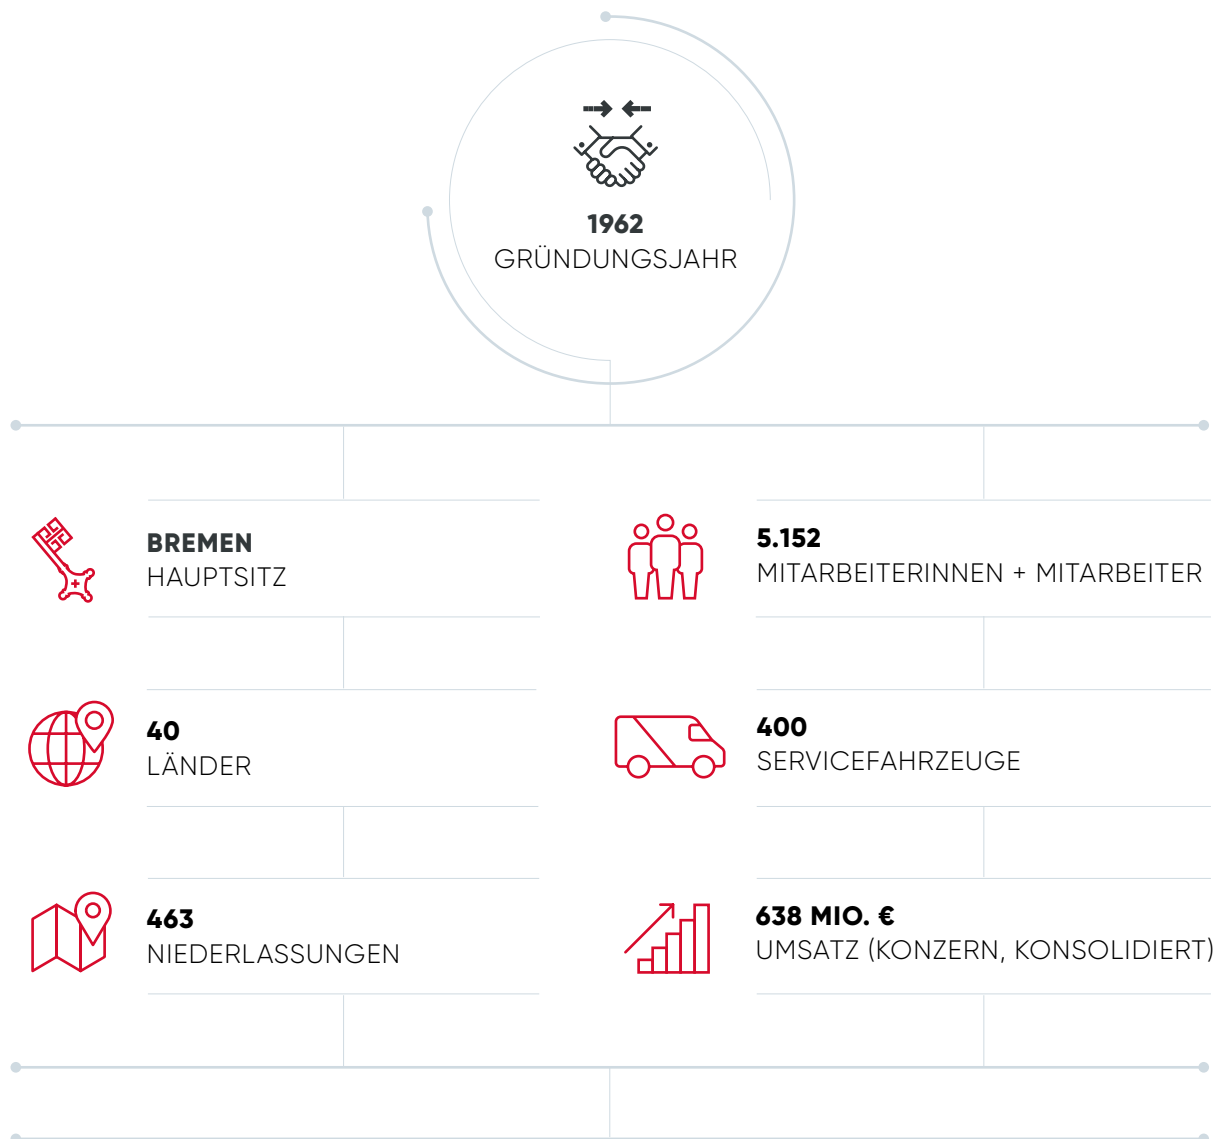 1962
GRÜNDUNGSJAHR
BREMEN
HAUPTSITZ
5.152
MITARBEITERINNEN + MITARBEITER
40
LÄNDER
400
SERVICEFAHRZEUGE
463
NIEDERLASSUNGEN
638 MIO. €
UMSATZ (KONZERN, KONSOLIDIERT)